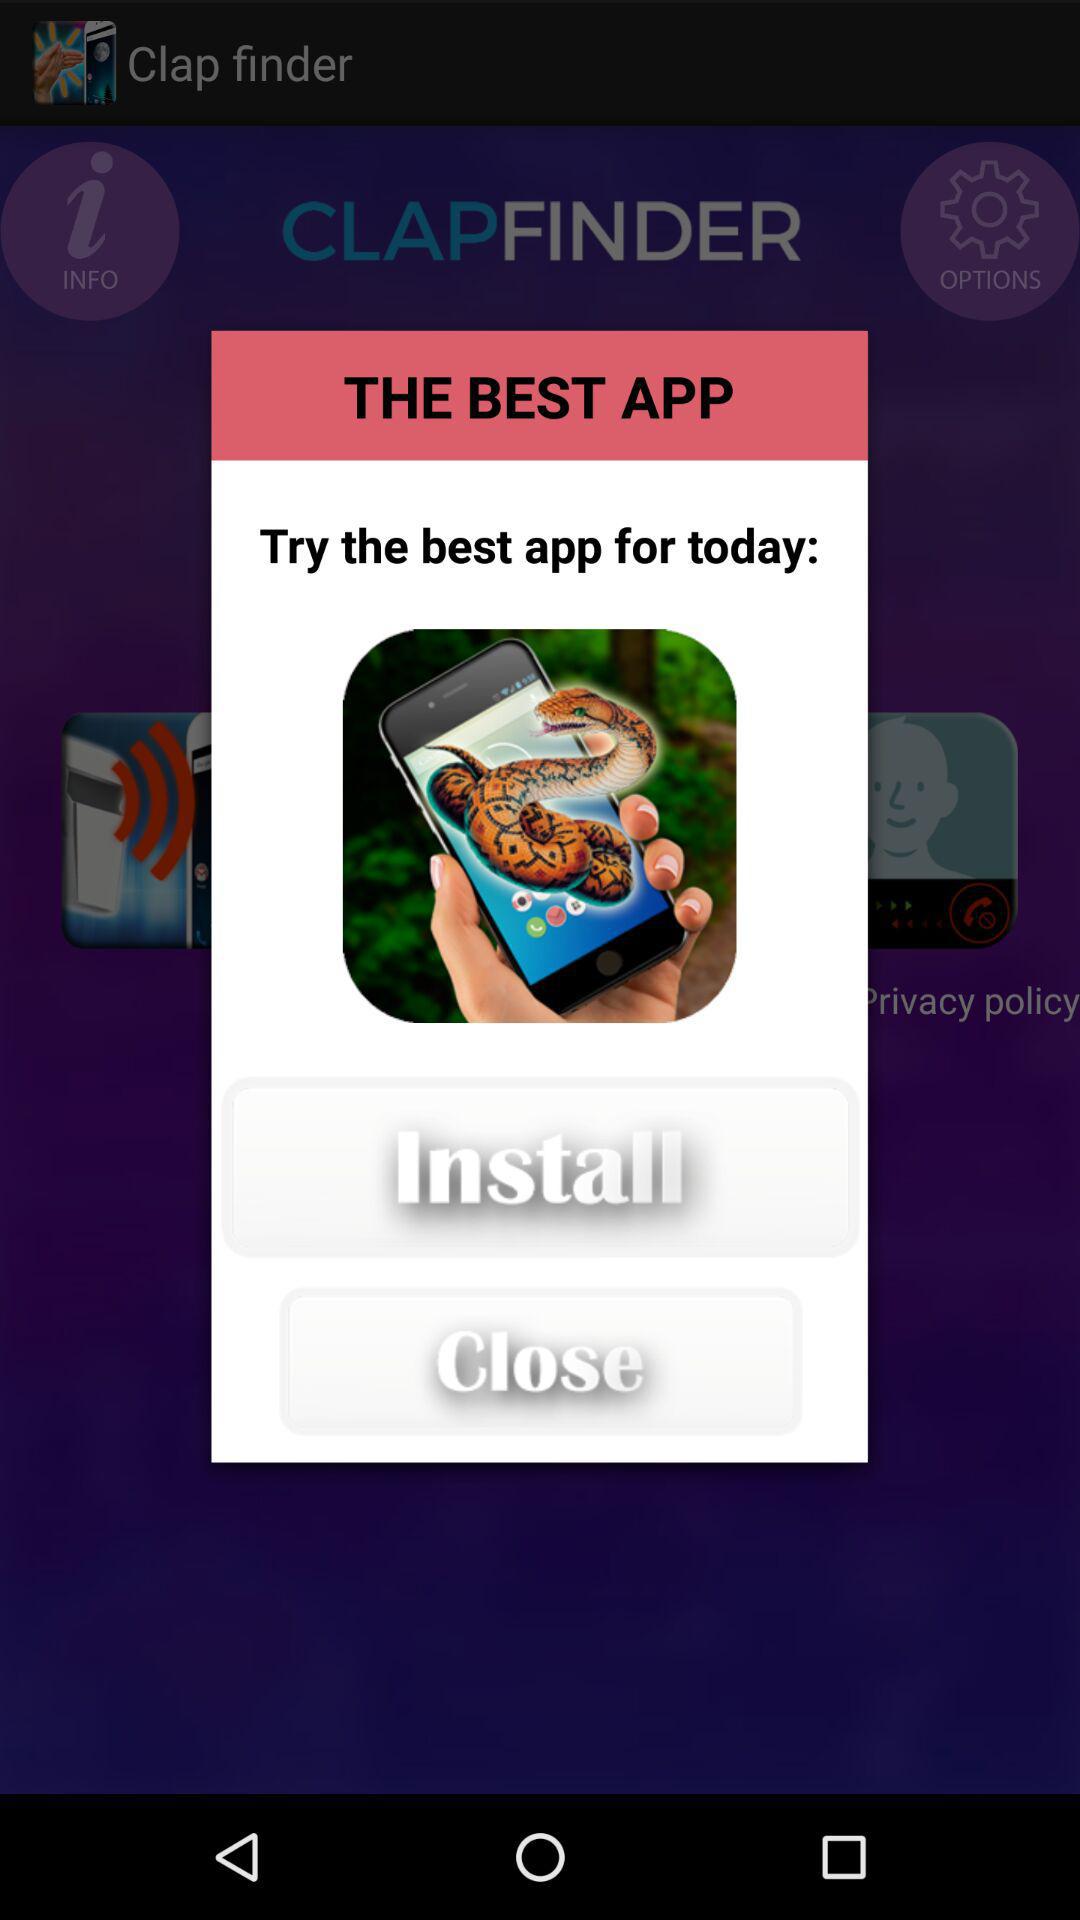 Clap finder
INFO
CLAPFINDER
OPTIONS
THE BEST APP
Try the best app for today:
Privacy policy
Install
Close